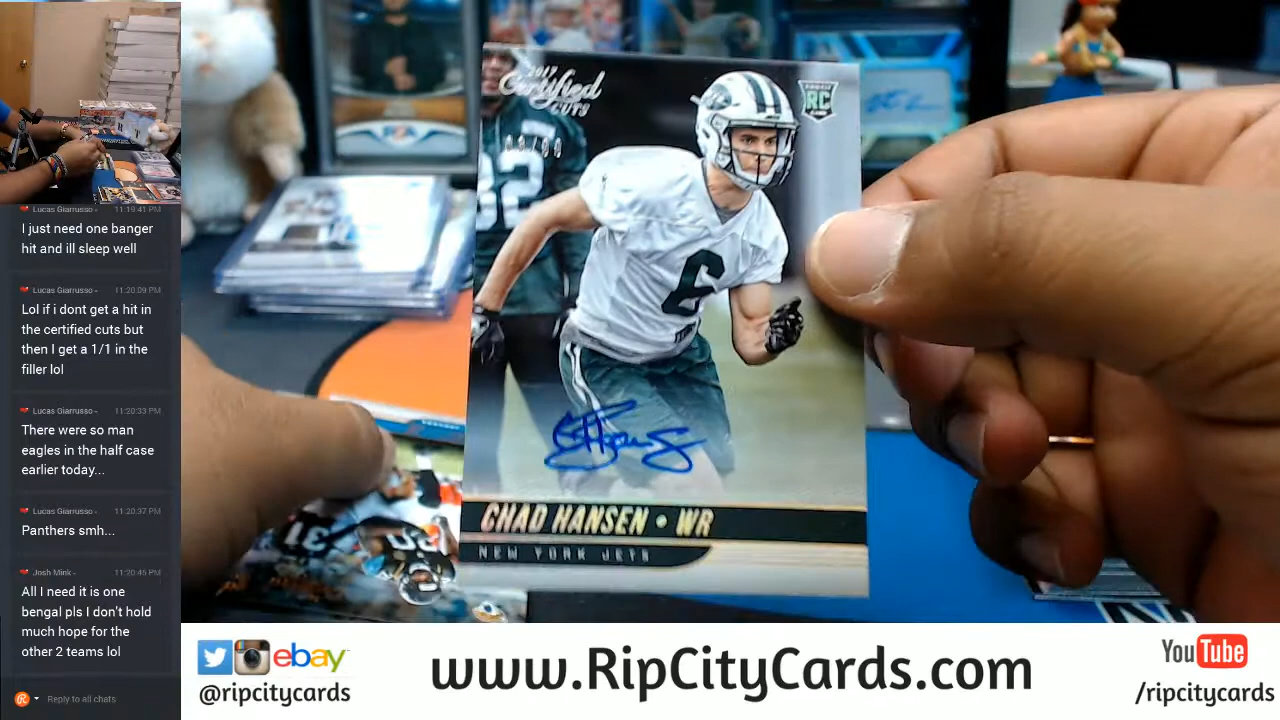 Lucas Giarrusso - 11:19:41 PM
I just need one banger
hit and ill sleep well
Lucas Giarrusso - 11:20:09 PM
Lol if i dont get a hit in
the certified cuts but
then I get a 1/1 in the
filler lol
Lucas Giarrusso - 11:20:33 PM
There were so man
eagles in the half case
earlier today...
Lucas Giarrusso - 11:20:37 PM
Panthers smh...
Josh Mink - 11:20:45 PM
All I need it is one
bengal pls I don't hold
much hope for the
other 2 teams lol
Reply to all chats
2017
Certified
CUTS
RC
32
6
CHAD HANSEN • WR
NEW YORK JETS
31
ebay
@ripcitycards
www.RipCityCards.com
YouTube
/ripcitycards